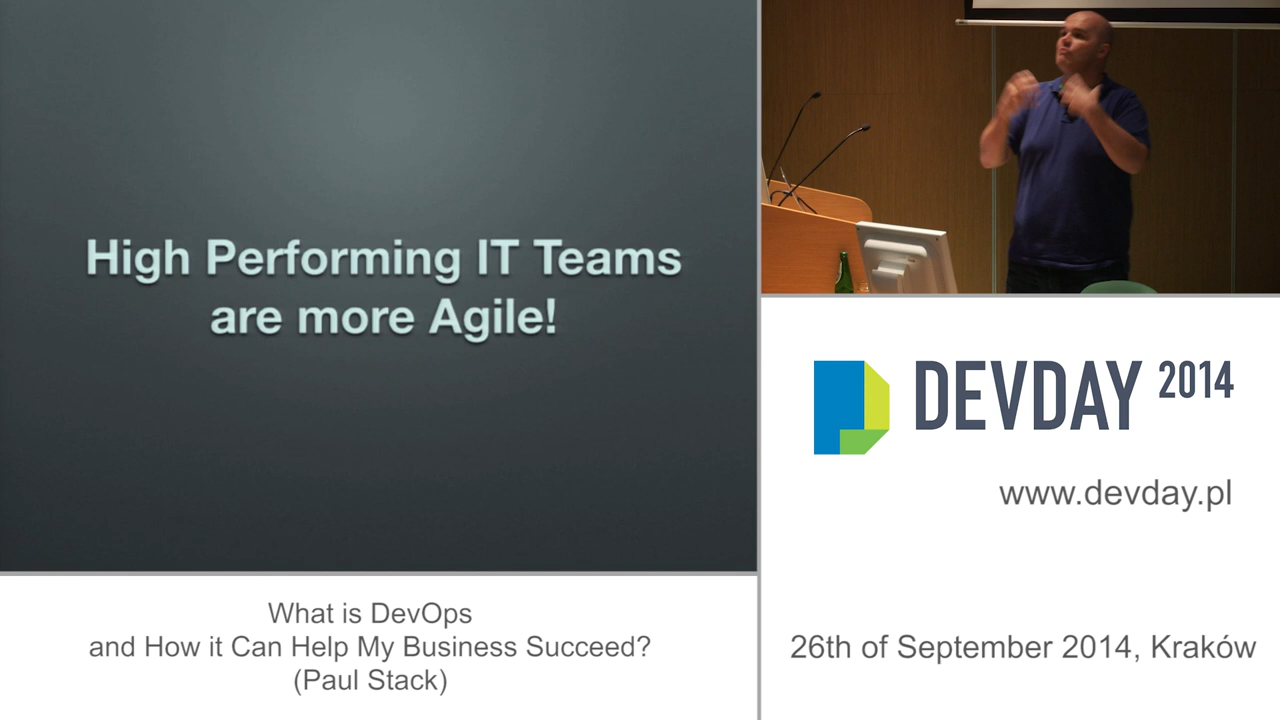 High Performing IT Teams
are more Agile!
What is DevOps
and How it Can Help My Business Succeed?
(Paul Stack)
DEVDAY 2014
www.devday.pl
26th of September 2014, Kraków